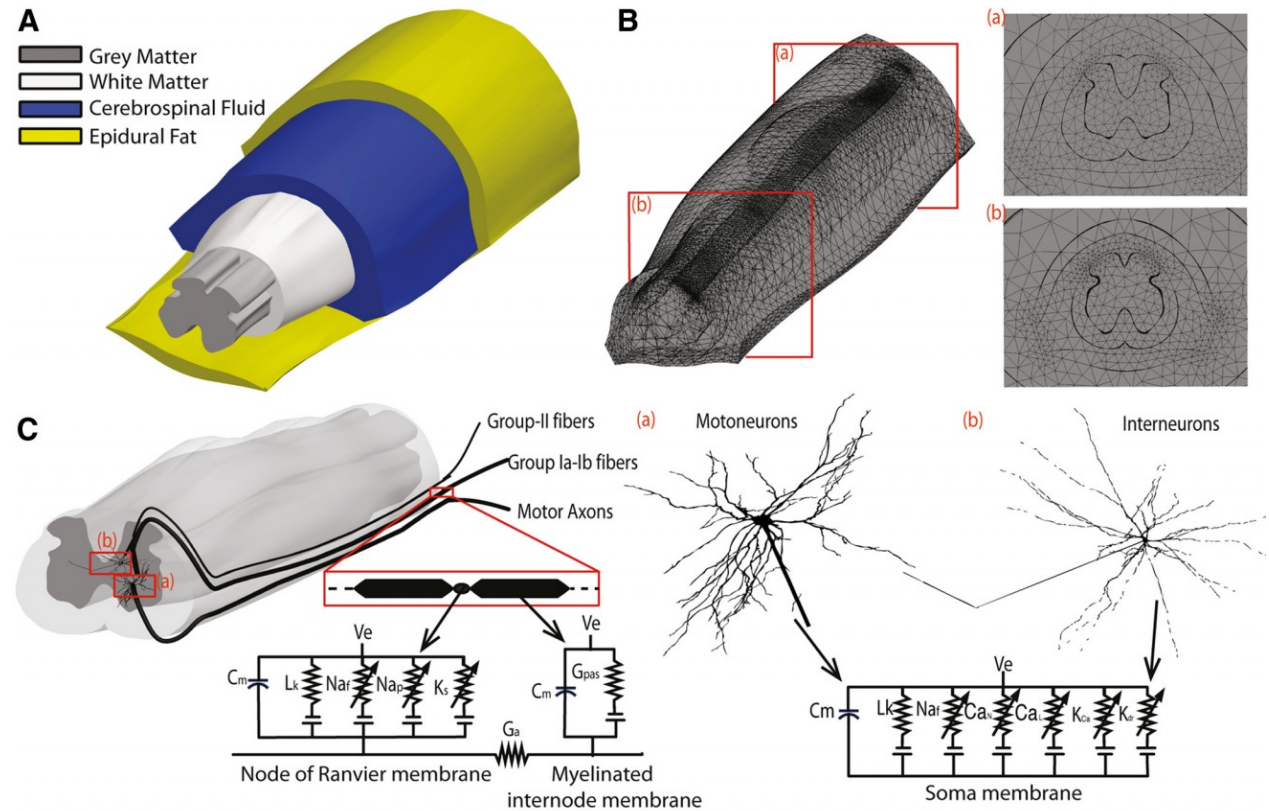 A
Grey Matter
White Matter
Cerebrospinal Fluid
Epidural Fat
B
(a)
(b)
(a)
(b)
C
Group-II fibers
Group Ia-Ib fibers
Motor Axons
(b)
(a)
Ve
Cm
Lk
Naf
Nap
Ks
Ve
Gpas
Cm
Ga
Node of Ranvier membrane
Myelinated
internode membrane
(a)
Motoneurons
(b)
Interneurons
Ve
Cm
Lk
Naf
CaN
CaL
KCa
Kdr
Soma membrane